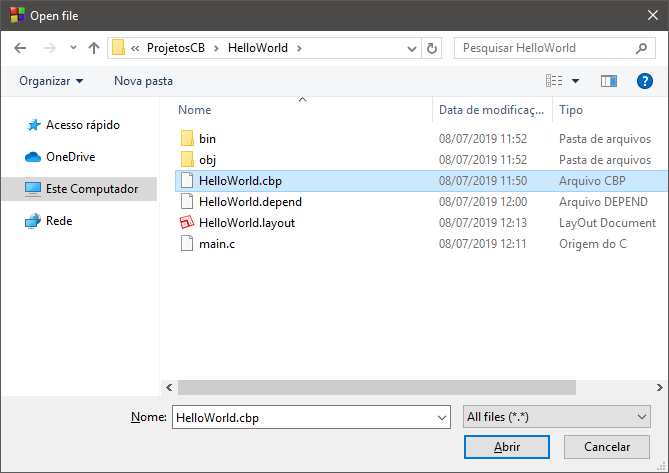 Open file
« ProjetosCB > HelloWorld >
Pesquisar HelloWorld
Organizar
Nova pasta
Nome
Data de modificaç...
Tipo
Acesso rápido
OneDrive
Este Computador
Rede
bin 08/07/2019 11:52 Pasta de arquivos
obj 08/07/2019 11:52 Pasta de arquivos
HelloWorld.cbp 08/07/2019 11:50 Arquivo CBP
HelloWorld.depend 08/07/2019 12:00 Arquivo DEPEND
HelloWorld.layout 08/07/2019 12:13 LayOut Document
main.c 08/07/2019 12:11 Origem do C
Nome: HelloWorld.cbp
All files (*.*)
Abrir
Cancelar